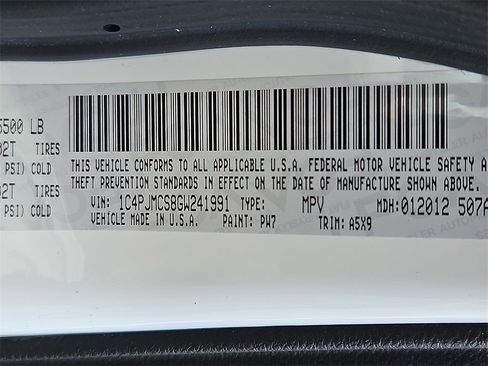 5500 LB
02T TIRES
PSI) COLD
02T TIRES
PSI) COLD
THIS VEHICLE CONFORMS TO ALL APPLICABLE U.S.A. FEDERAL MOTOR VEHICLE SAFETY A
THEFT PREVENTION STANDARDS IN EFFECT ON THE DATE OF MANUFACTURE SHOWN ABOVE.
VIN: 1C4PJMCS8GW241991 TYPE: MPV MDH: 012012 507A
VEHICLE MADE IN U.S.A. PAINT: PW7 TRIM: A5X9